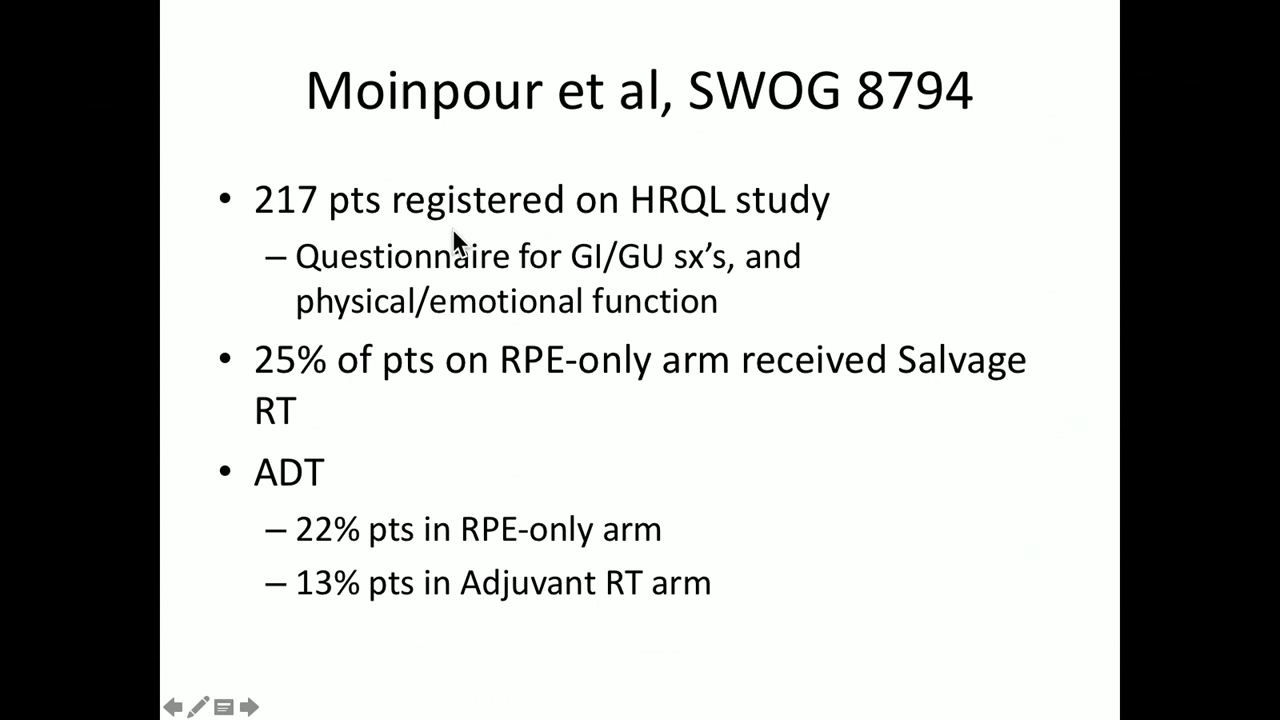 Moinpour et al, SWOG 8794
• 217 pts registered on HRQL study
– Questionnaire for GI/GU sx’s, and
physical/emotional function
• 25% of pts on RPE-only arm received Salvage
RT
• ADT
– 22% pts in RPE-only arm
– 13% pts in Adjuvant RT arm